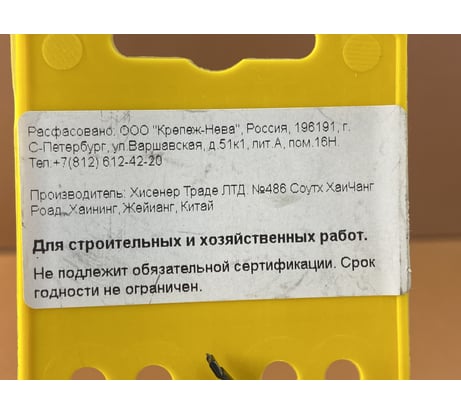 Расфасовано: ООО "Крепеж-Нева", Россия, 196191, г.
С-Петербург, ул.Варшавская, д.51к1, лит.А, пом.16Н.
Тел.+7(812) 612-42-20
Производитель: Хисенер Траде ЛТД. №486 Соутх ХаиЧанг
Роад, Хаининг, Жейианг, Китай
Для строительных и хозяйственных работ.
Не подлежит обязательной сертификации. Срок
годности не ограничен.